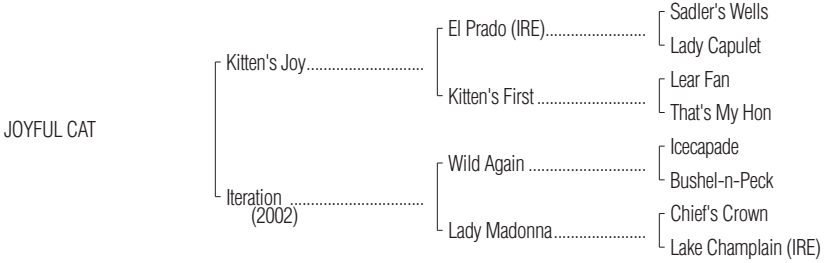 Sadler's Wells
El Prado (IRE)........................
Lady Capulet
Kitten's Joy............................
Lear Fan
Kitten's First ..........................
That's My Hon
JOYFUL CAT
Icecapade
Wild Again ............................
Bushel-n-Peck
Iteration ................................
(2002)
Chief's Crown
Lady Madonna......................
Lake Champlain (IRE)